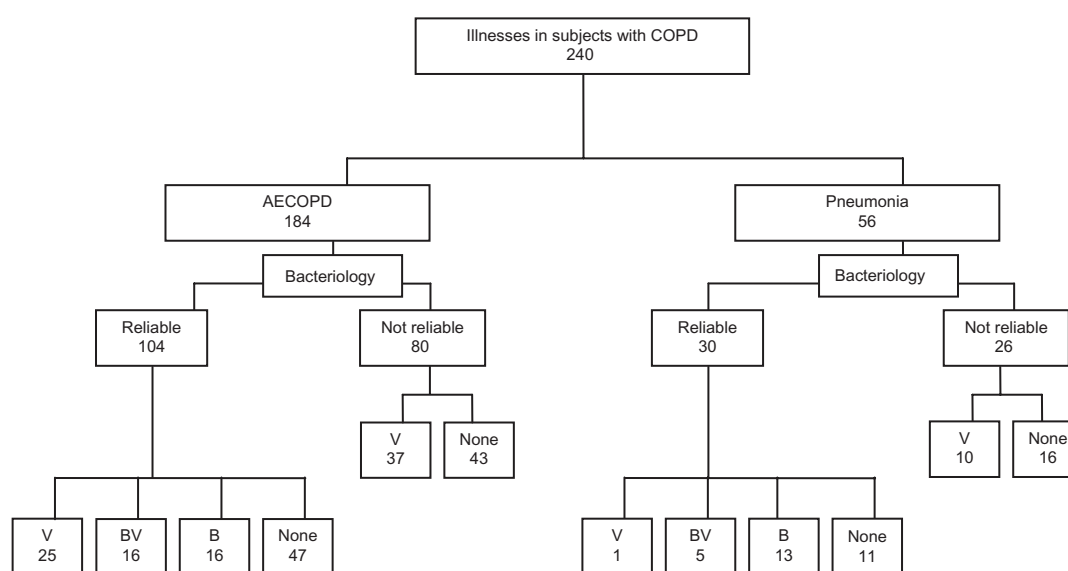 Illnesses in subjects with COPD
240
AECOPD
184
Pneumonia
56
Bacteriology
Bacteriology
Reliable
104
Not reliable
80
Reliable
30
Not reliable
26
V
37
None
43
V
10
None
16
V
25
BV
16
B
16
None
47
V
1
BV
5
B
13
None
11